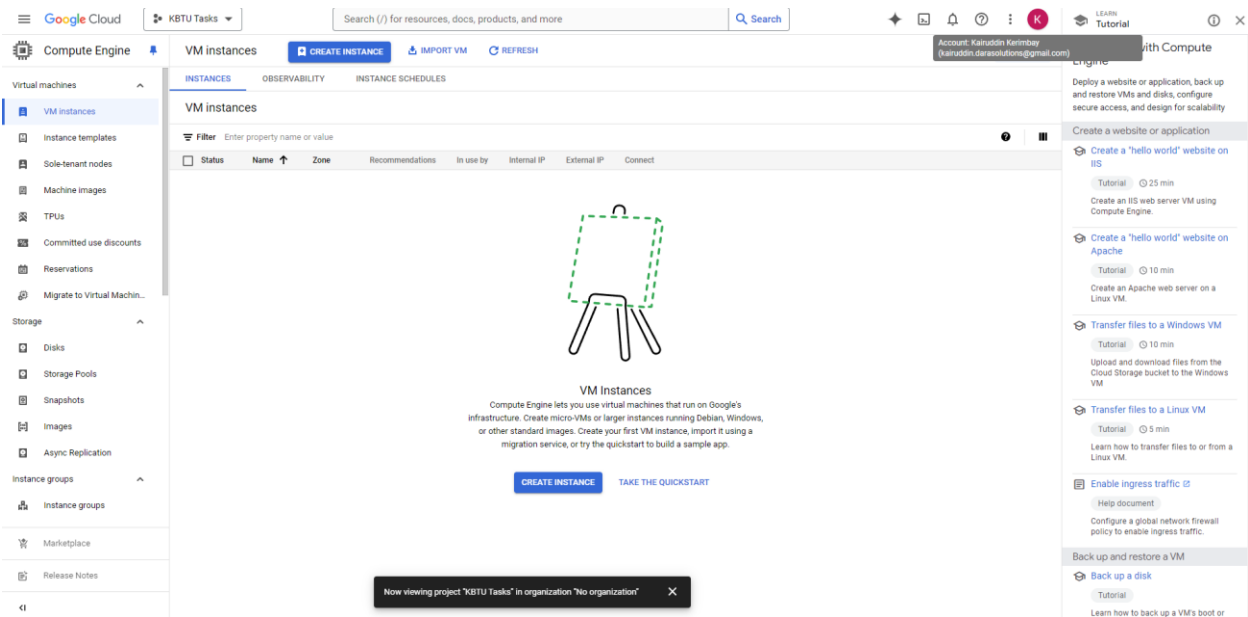 Google Cloud
KBTU Tasks
Search (/) for resources, docs, products, and more
Search
K
LEARN
Tutorial
Account: Kairuddin Kerimbay
(kairuddin.darasolutions@gmail.com)
Compute Engine
Virtual machines
VM instances
Instance templates
Sole-tenant nodes
Machine images
TPUs
Committed use discounts
Reservations
Migrate to Virtual Machin...
Storage
Disks
Storage Pools
Snapshots
Images
Async Replication
Instance groups
Instance groups
Marketplace
Release Notes
VM instances
CREATE INSTANCE
IMPORT VM
REFRESH
INSTANCES
OBSERVABILITY
INSTANCE SCHEDULES
VM instances
Filter Enter property name or value
Status Name Zone Recommendations In use by Internal IP External IP Connect
VM Instances
Compute Engine lets you use virtual machines that run on Google's
infrastructure. Create micro-VMs or larger instances running Debian, Windows,
or other standard images. Create your first VM instance, import it using a
migration service, or try the quickstart to build a sample app.
CREATE INSTANCE
TAKE THE QUICKSTART
Now viewing project "KBTU Tasks" in organization "No organization"
with Compute
Engine
Deploy a website or application, back up
and restore VMs and disks, configure
secure access, and design for scalability
Create a website or application
Create a "hello world" website on
IIS
Tutorial 25 min
Create an IIS web server VM using
Compute Engine.
Create a "hello world" website on
Apache
Tutorial 10 min
Create an Apache web server on a
Linux VM.
Transfer files to a Windows VM
Tutorial 10 min
Upload and download files from the
Cloud Storage bucket to the Windows
VM
Transfer files to a Linux VM
Tutorial 5 min
Learn how to transfer files to or from a
Linux VM.
Enable ingress traffic
Help document
Configure a global network firewall
policy to enable ingress traffic.
Back up and restore a VM
Back up a disk
Tutorial
Learn how to back up a VM's boot or